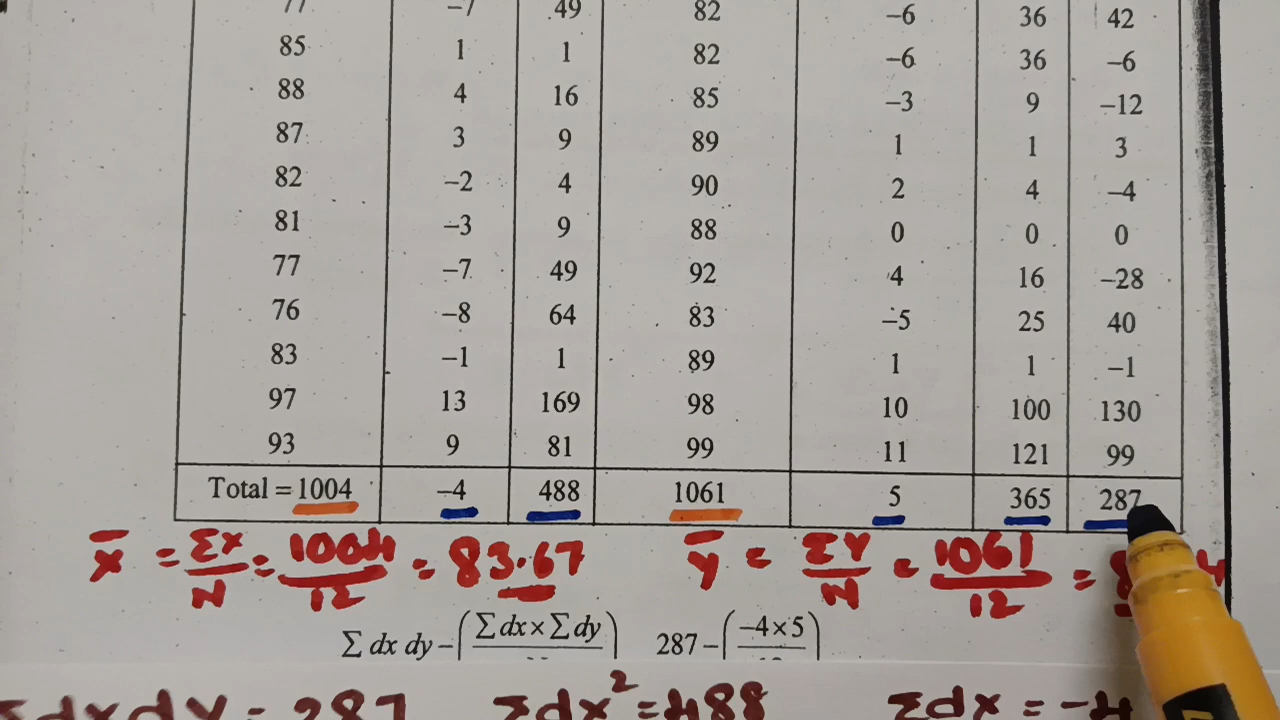 77 -7 49 82 -6 36 42
85 1 1 82 -6 36 -6
88 4 16 85 -3 9 -12
87 3 9 89 1 1 3
82 -2 4 90 2 4 -4
81 -3 9 88 0 0 0
77 -7 49 92 4 16 -28
76 -8 64 83 -5 25 40
83 -1 1 89 1 1 -1
97 13 169 98 10 100 130
93 9 81 99 11 121 99
Total = 1004 -4 488 1061 5 365 287
x̄ = Σx/N = 1004/12 = 83.67 ȳ = Σy/N = 1061/12 =
Σ dx dy – (Σ dx × Σ dy 287 – (–4 × 5
Σdxdy = 287 Σdx² = 488 Σdx = -4